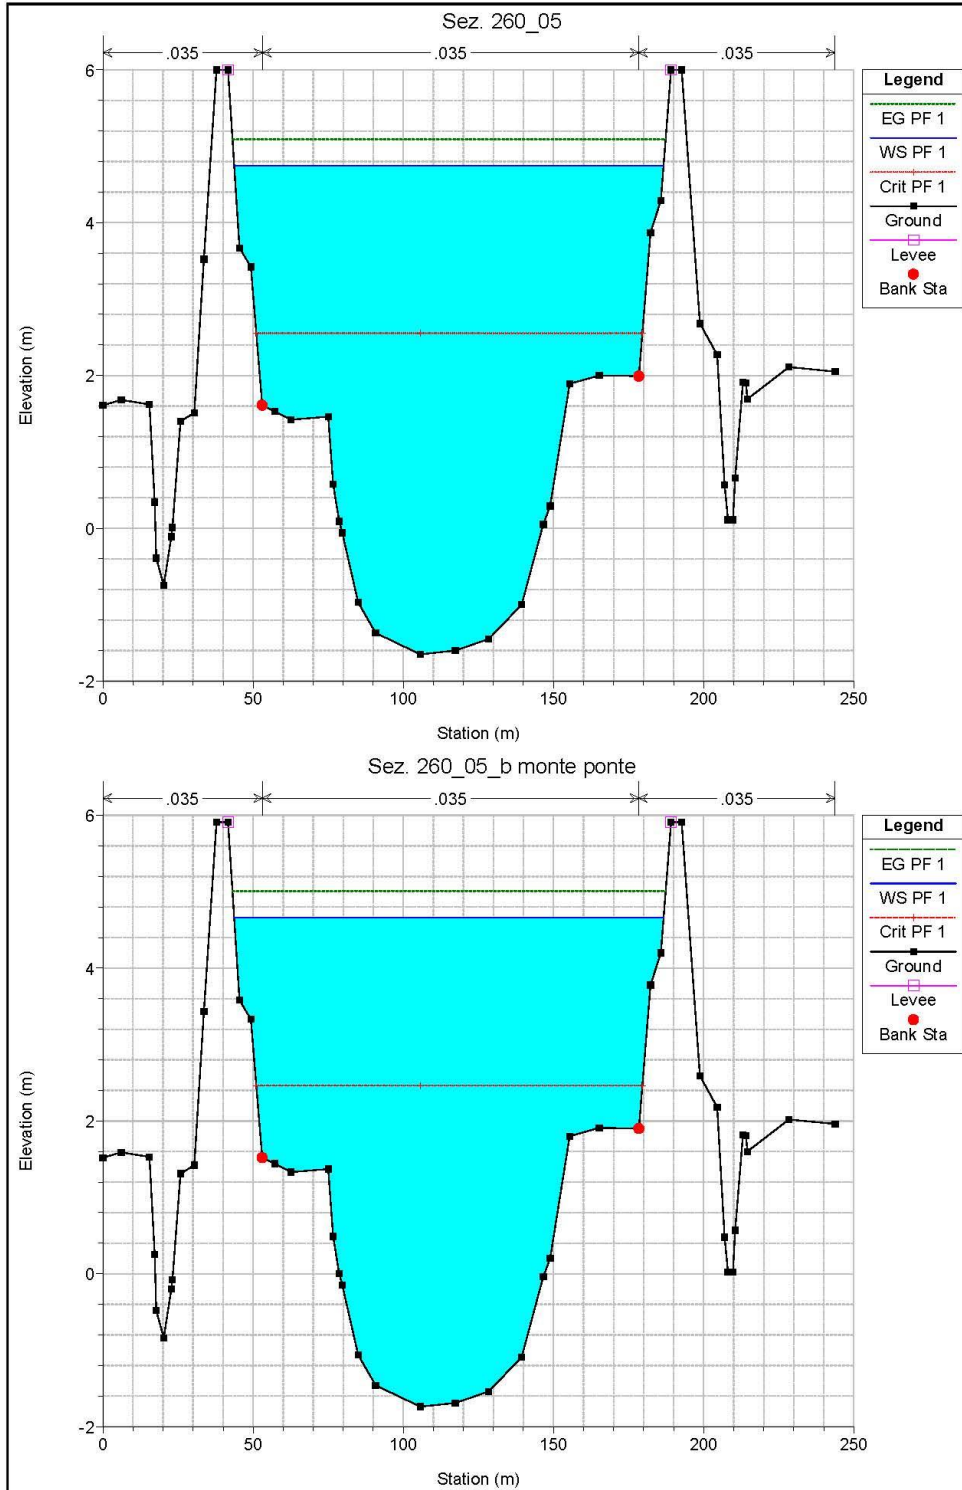 Sez. 260_05
.035 .035 .035
6
4
2
0
-2
Elevation (m)
0 50 100 150 200 250
Station (m)
Legend
EG PF 1
WS PF 1
Crit PF 1
Ground
Levee
Bank Sta
Sez. 260_05_b monte ponte
.035 .035 .035
6
4
2
0
-2
Elevation (m)
0 50 100 150 200 250
Station (m)
Legend
EG PF 1
WS PF 1
Crit PF 1
Ground
Levee
Bank Sta